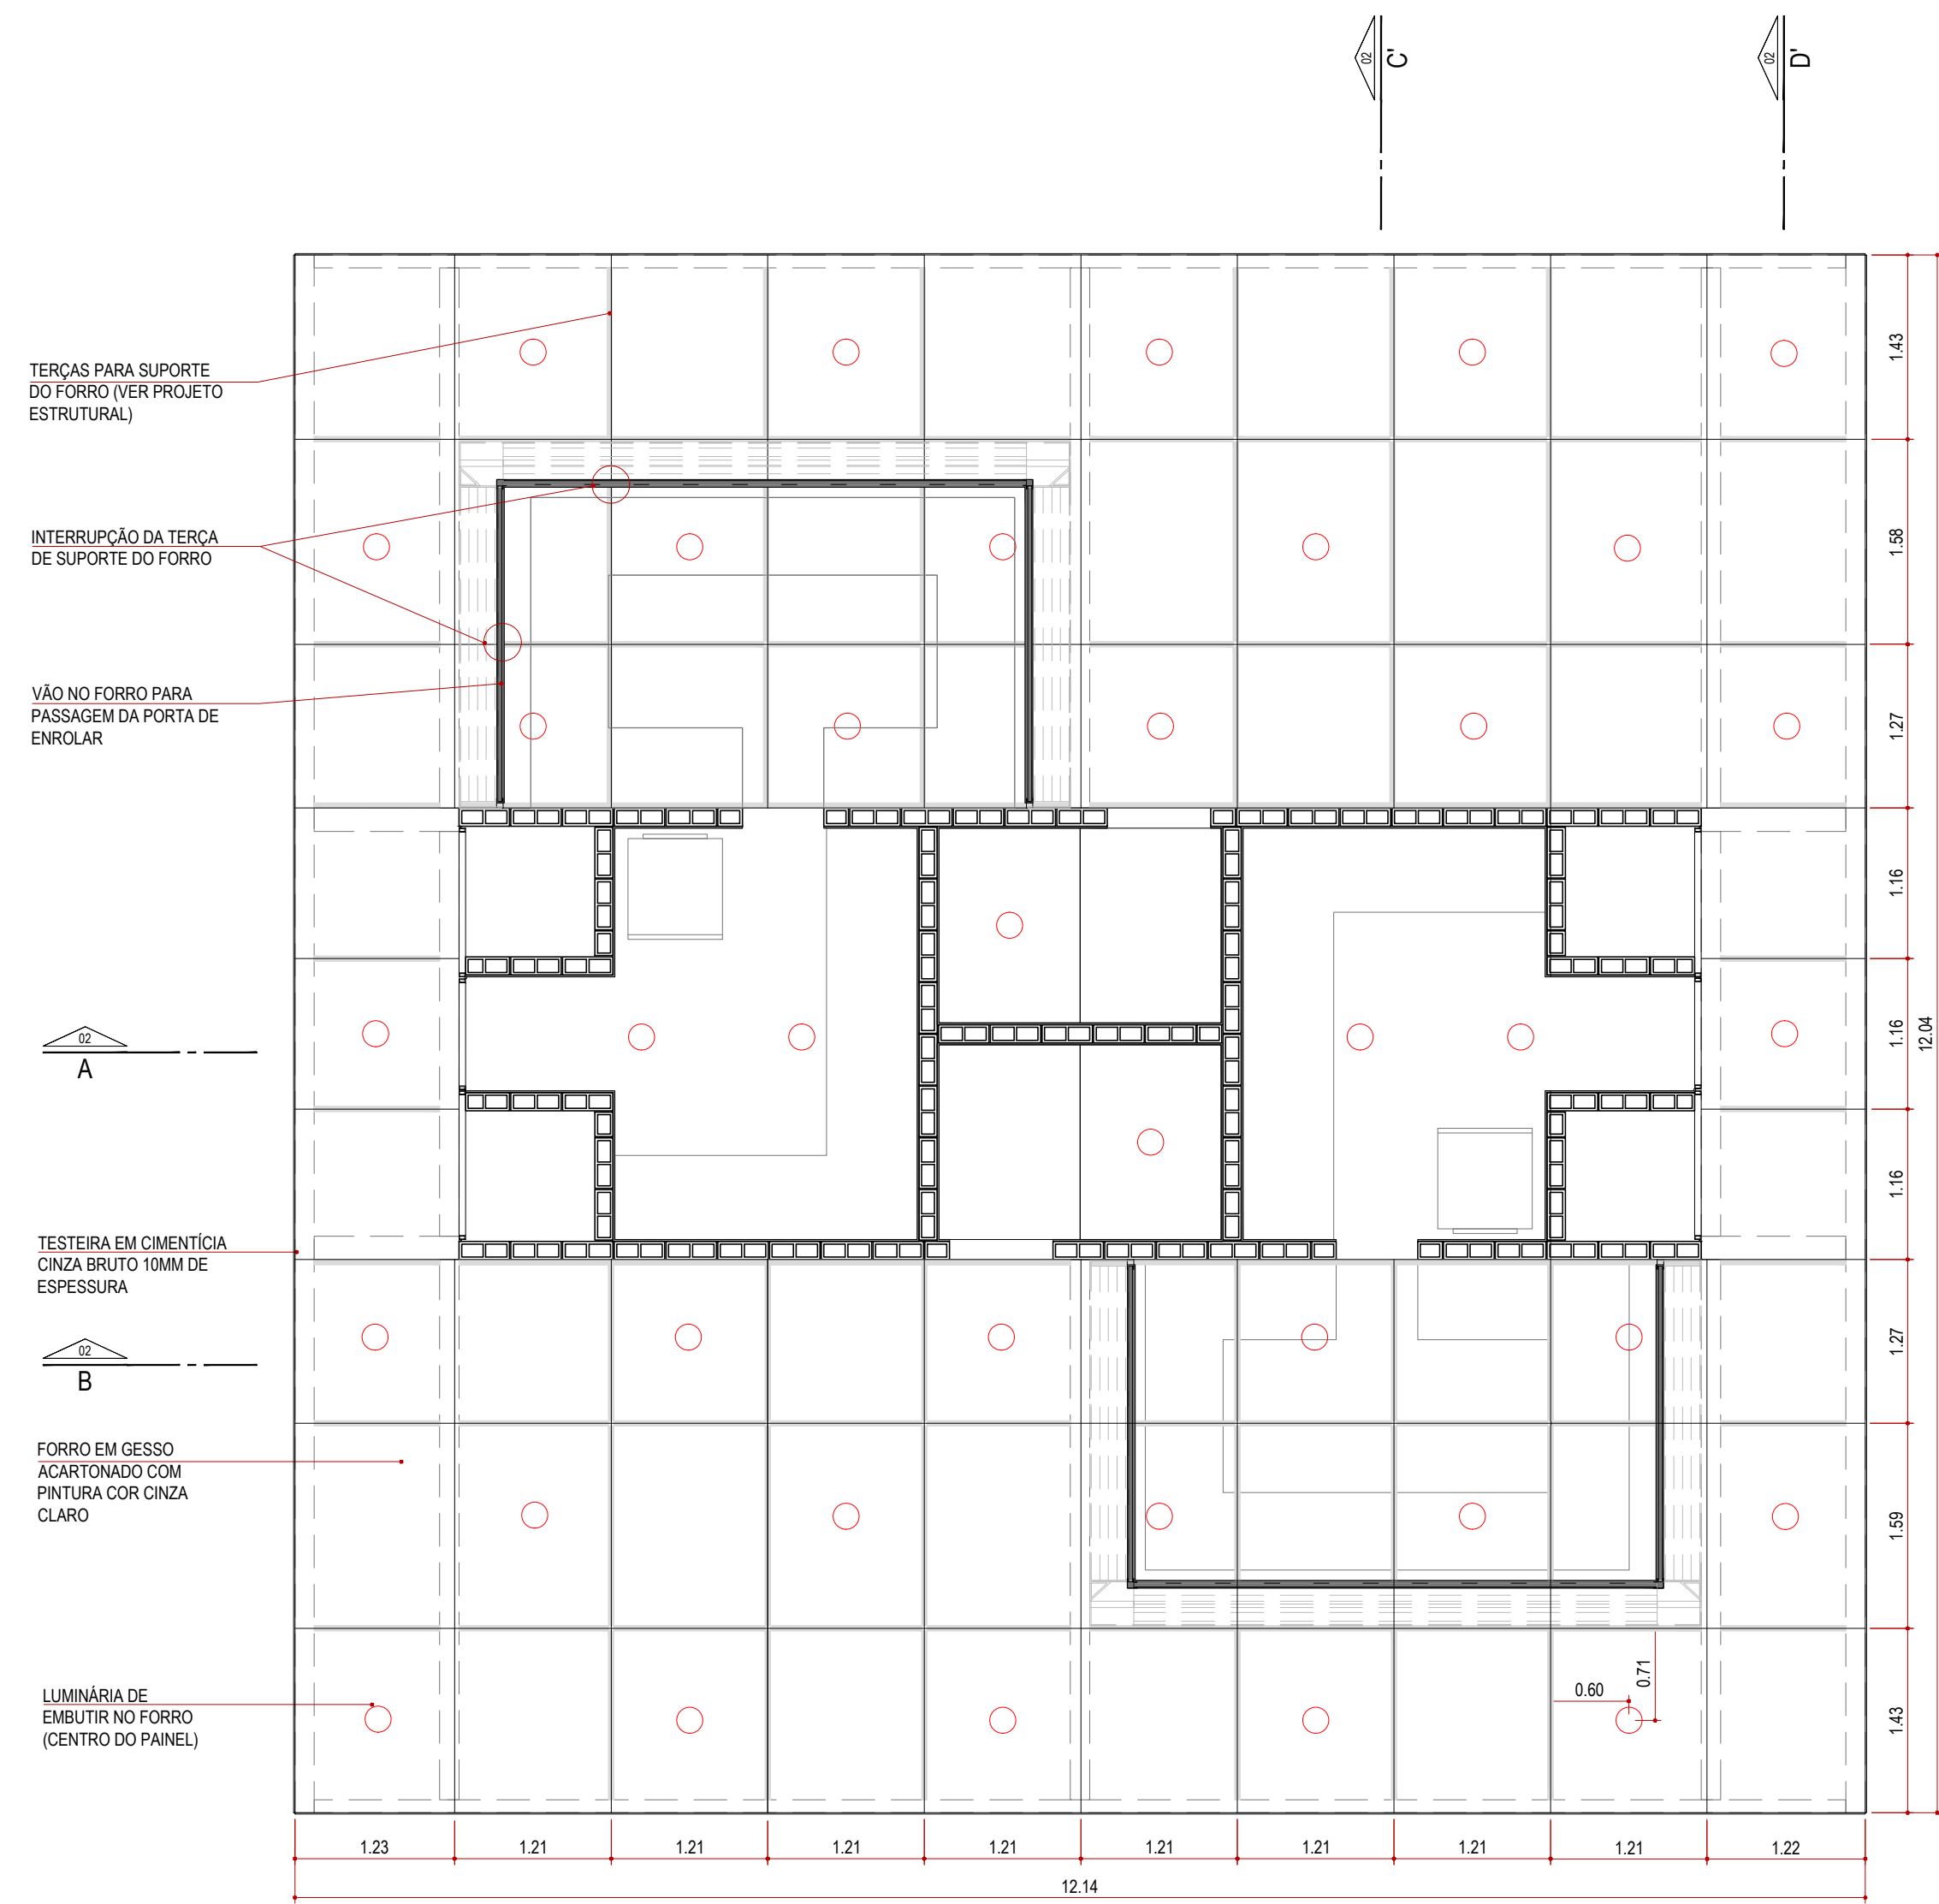 02
C'
02
D'
TERÇAS PARA SUPORTE
DO FORRO (VER PROJETO
ESTRUTURAL)
INTERRUPÇÃO DA TERÇA
DE SUPORTE DO FORRO
VÃO NO FORRO PARA
PASSAGEM DA PORTA DE
ENROLAR
02
A
TESTEIRA EM CIMENTÍCIA
CINZA BRUTO 10MM DE
ESPESSURA
02
B
FORRO EM GESSO
ACARTONADO COM
PINTURA COR CINZA
CLARO
LUMINÁRIA DE
EMBUTIR NO FORRO
(CENTRO DO PAINEL)
0.60
0.71
1.43
1.58
1.27
1.16
1.16
1.16
1.27
1.59
1.43
12.04
1.23
1.21
1.21
1.21
1.21
1.21
1.21
1.21
1.21
1.22
12.14